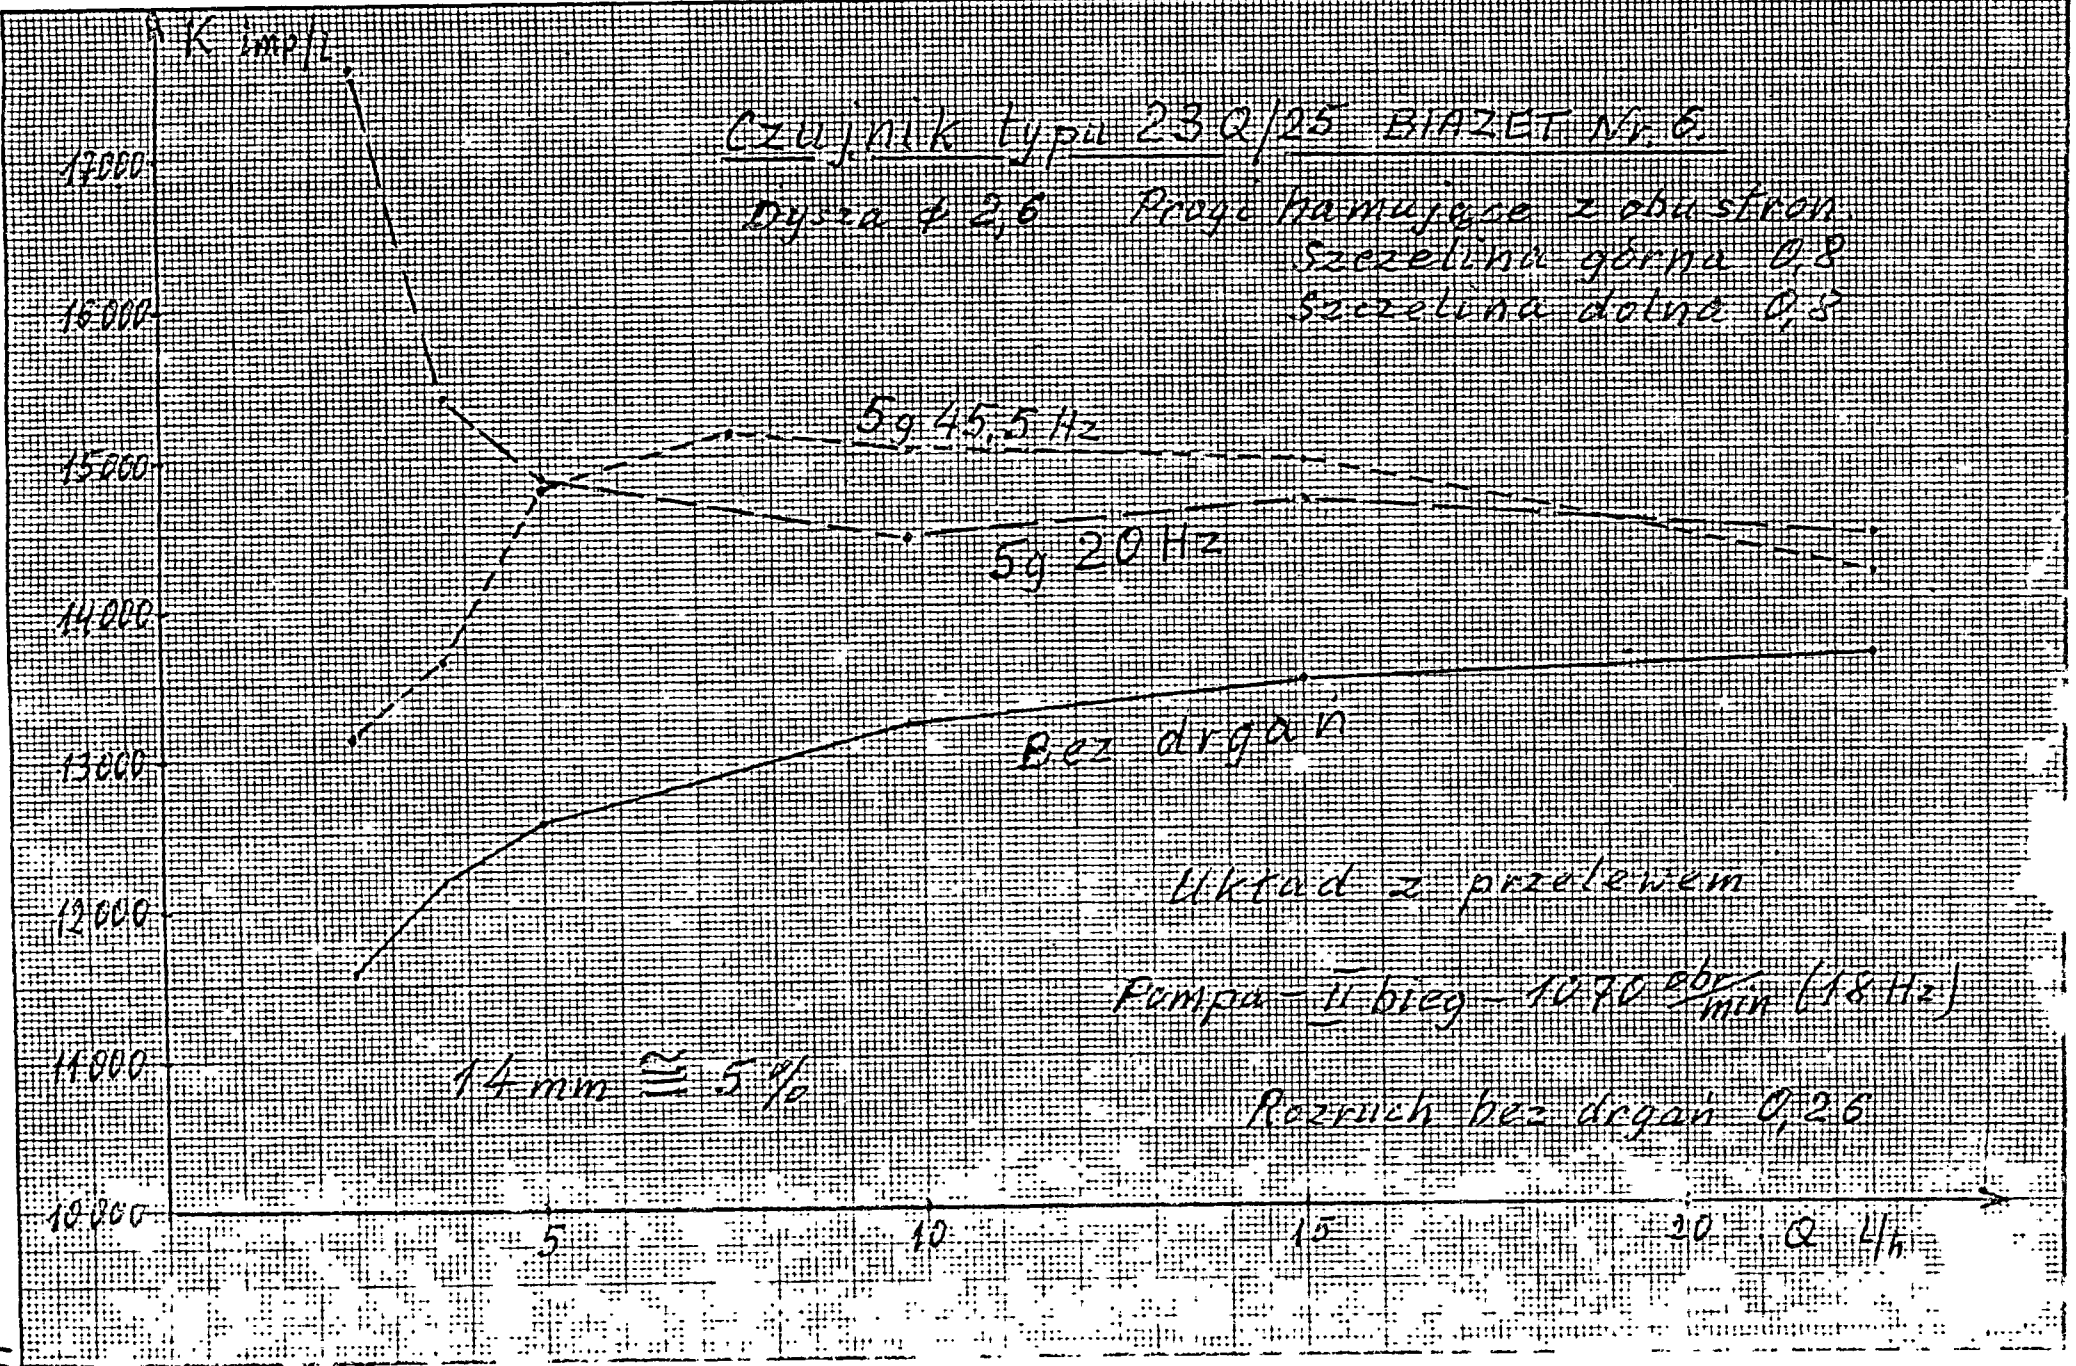 K imp/l
Czujnik typu 23Q/25 BIAZET Nr. 6.
Dysza ϕ 2,6 Progi hamujące z obu stron.
Szczelina górna 0,8
Szczelina dolna 0,8
17000
16000
15000
14000
13000
12000
11000
10000
5g 45,5 Hz
5g 20 Hz
Bez drgań
Układ z przelewem
Pompa - II bieg - 1070 obr/min (18 Hz)
14 mm ≅ 5%
Rozruch bez drgań 0,26
5 10 15 20 Q L/h